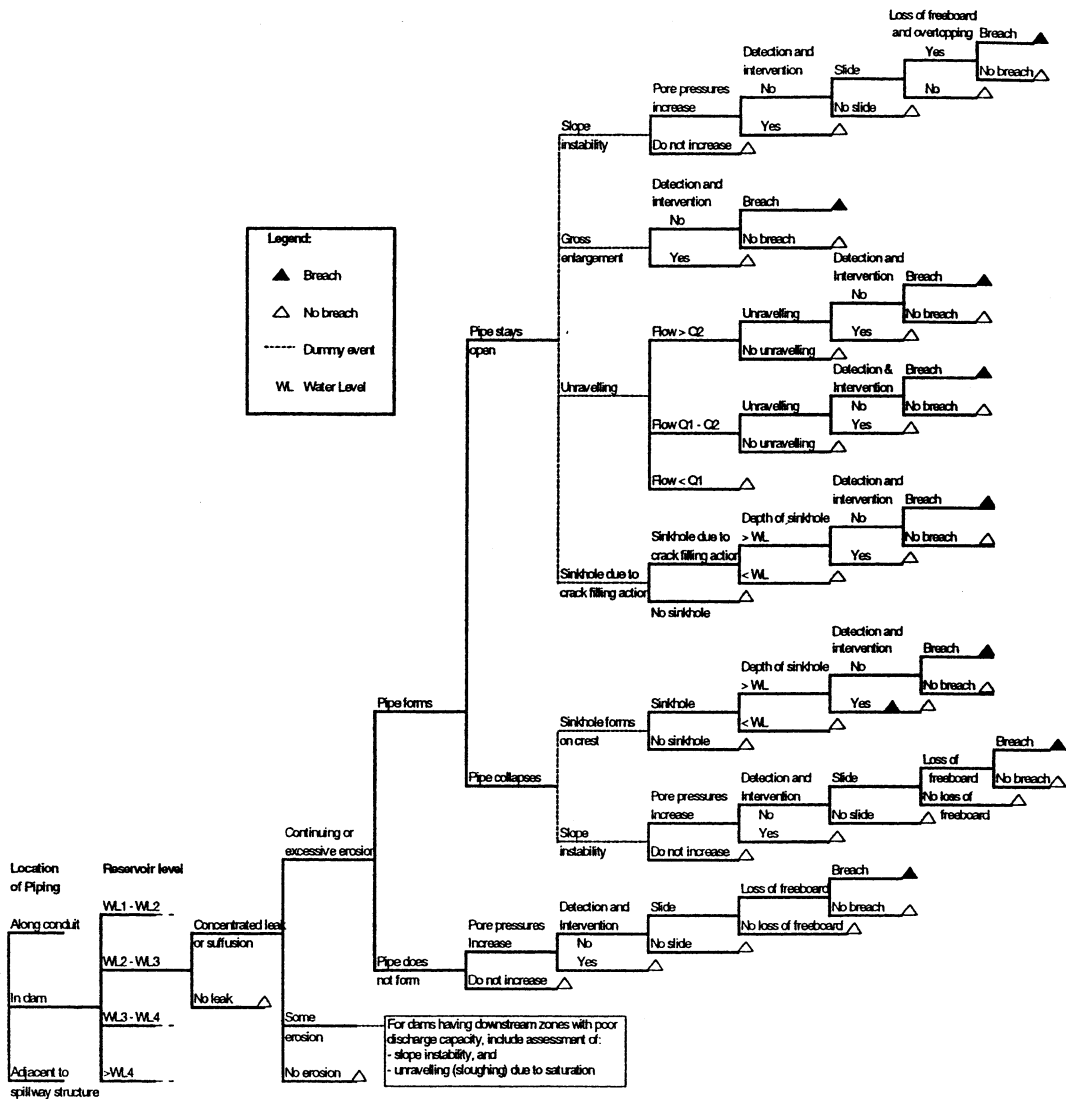 Loss of freeboard
and overtopping
Breach
Yes
No breach
No
Detection and
intervention
No
Slide
No slide
Yes
Pore pressures
increase
Do not increase
Slope
instability
Detection and
intervention
No
Breach
No breach
Yes
Gross
enlargement
Legend:
Breach
No breach
Dummy event
WL Water Level
Pipe stays
open
Detection and
Intervention
Breach
No
No breach
Yes
Flow > Q2
Unravelling
No unravelling
Unravelling
Detection &
Intervention
Breach
No
No breach
Yes
Flow Q1 - Q2
Unravelling
No unravelling
Flow < Q1
Detection and
intervention
Breach
No
No breach
Yes
Depth of sinkhole
> WL
< WL
Sinkhole due to
crack filling action
No sinkhole
Sinkhole due to
crack filling action
Pipe forms
Detection and
intervention
Breach
No
No breach
Yes
Depth of sinkhole
> WL
< WL
Sinkhole
No sinkhole
Sinkhole forms
on crest
Pipe collapses
Breach
No breach
Loss of
freeboard
No loss of
freeboard
Slide
No slide
Detection and
Intervention
No
Yes
Pore pressures
Increase
Do not increase
Slope
instability
Continuing or
excessive erosion
Breach
No breach
Loss of freeboard
No loss of freeboard
Slide
No slide
Detection and
Intervention
No
Yes
Pore pressures
Increase
Do not increase
Pipe does
not form
Location
of Piping
Reservoir level
Along conduit
In dam
Adjacent to
spillway structure
WL1 - WL2
WL2 - WL3
WL3 - WL4
>WL4
Concentrated leak
or suffusion
No leak
Some
erosion
No erosion
For dams having downstream zones with poor
discharge capacity, include assessment of:
- slope instability, and
- unravelling (sloughing) due to saturation